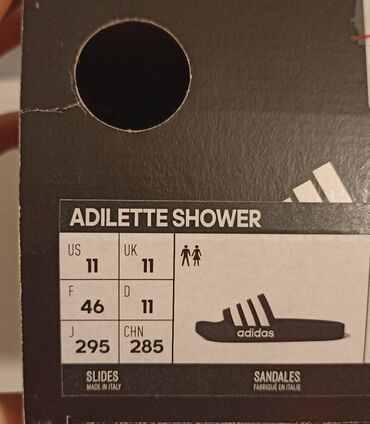 ADILETTE SHOWER
US 11 UK 11
F 46 D 11
J 295 CHN 285
adidas
SLIDES SANDALES
MADE IN ITALY FABRIQUÉ EN ITALIE